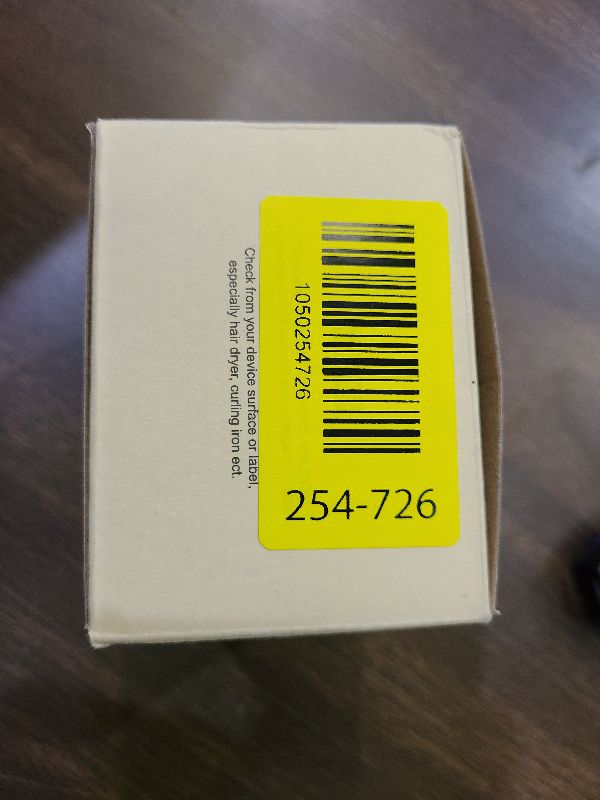 1050254726
254-726
Check from your device surface or label,
especially hair dryer, curling iron ect.